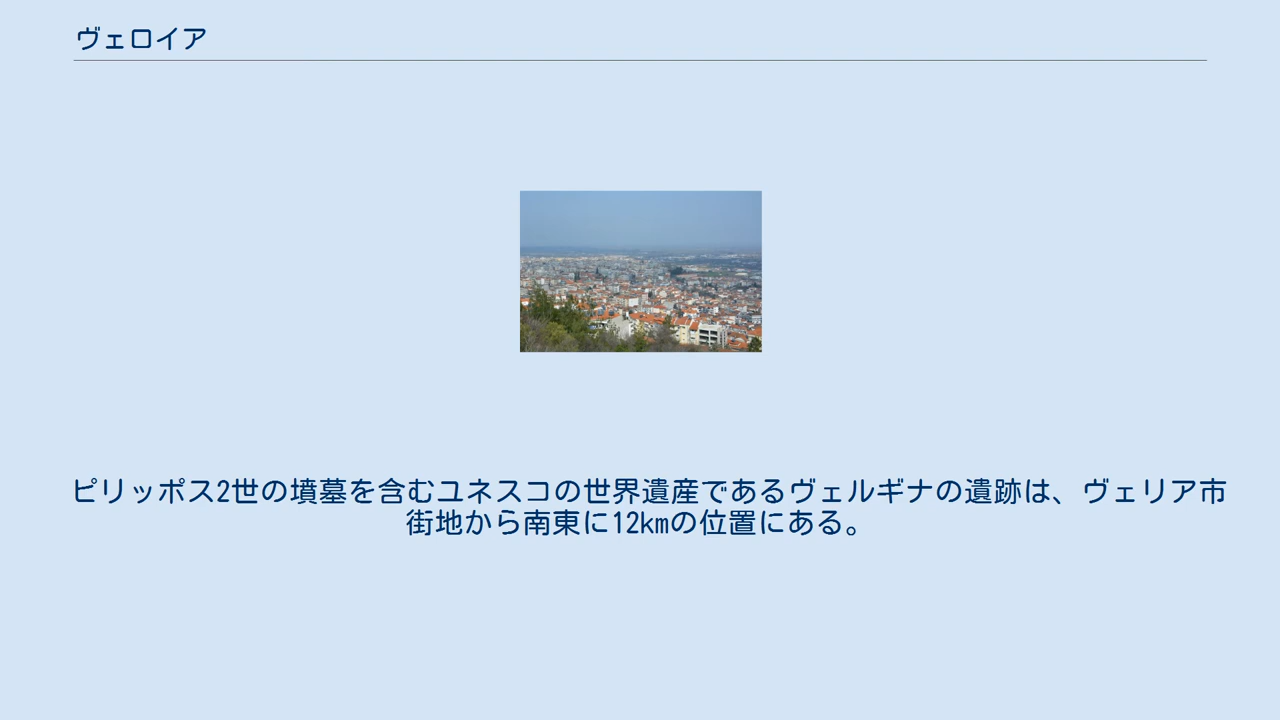 ヴェロイア
ピリッポス2世の墳墓を含むユネスコの世界遺産であるヴェルギナの遺跡は、ヴェリア市
街地から南東に12kmの位置にある。